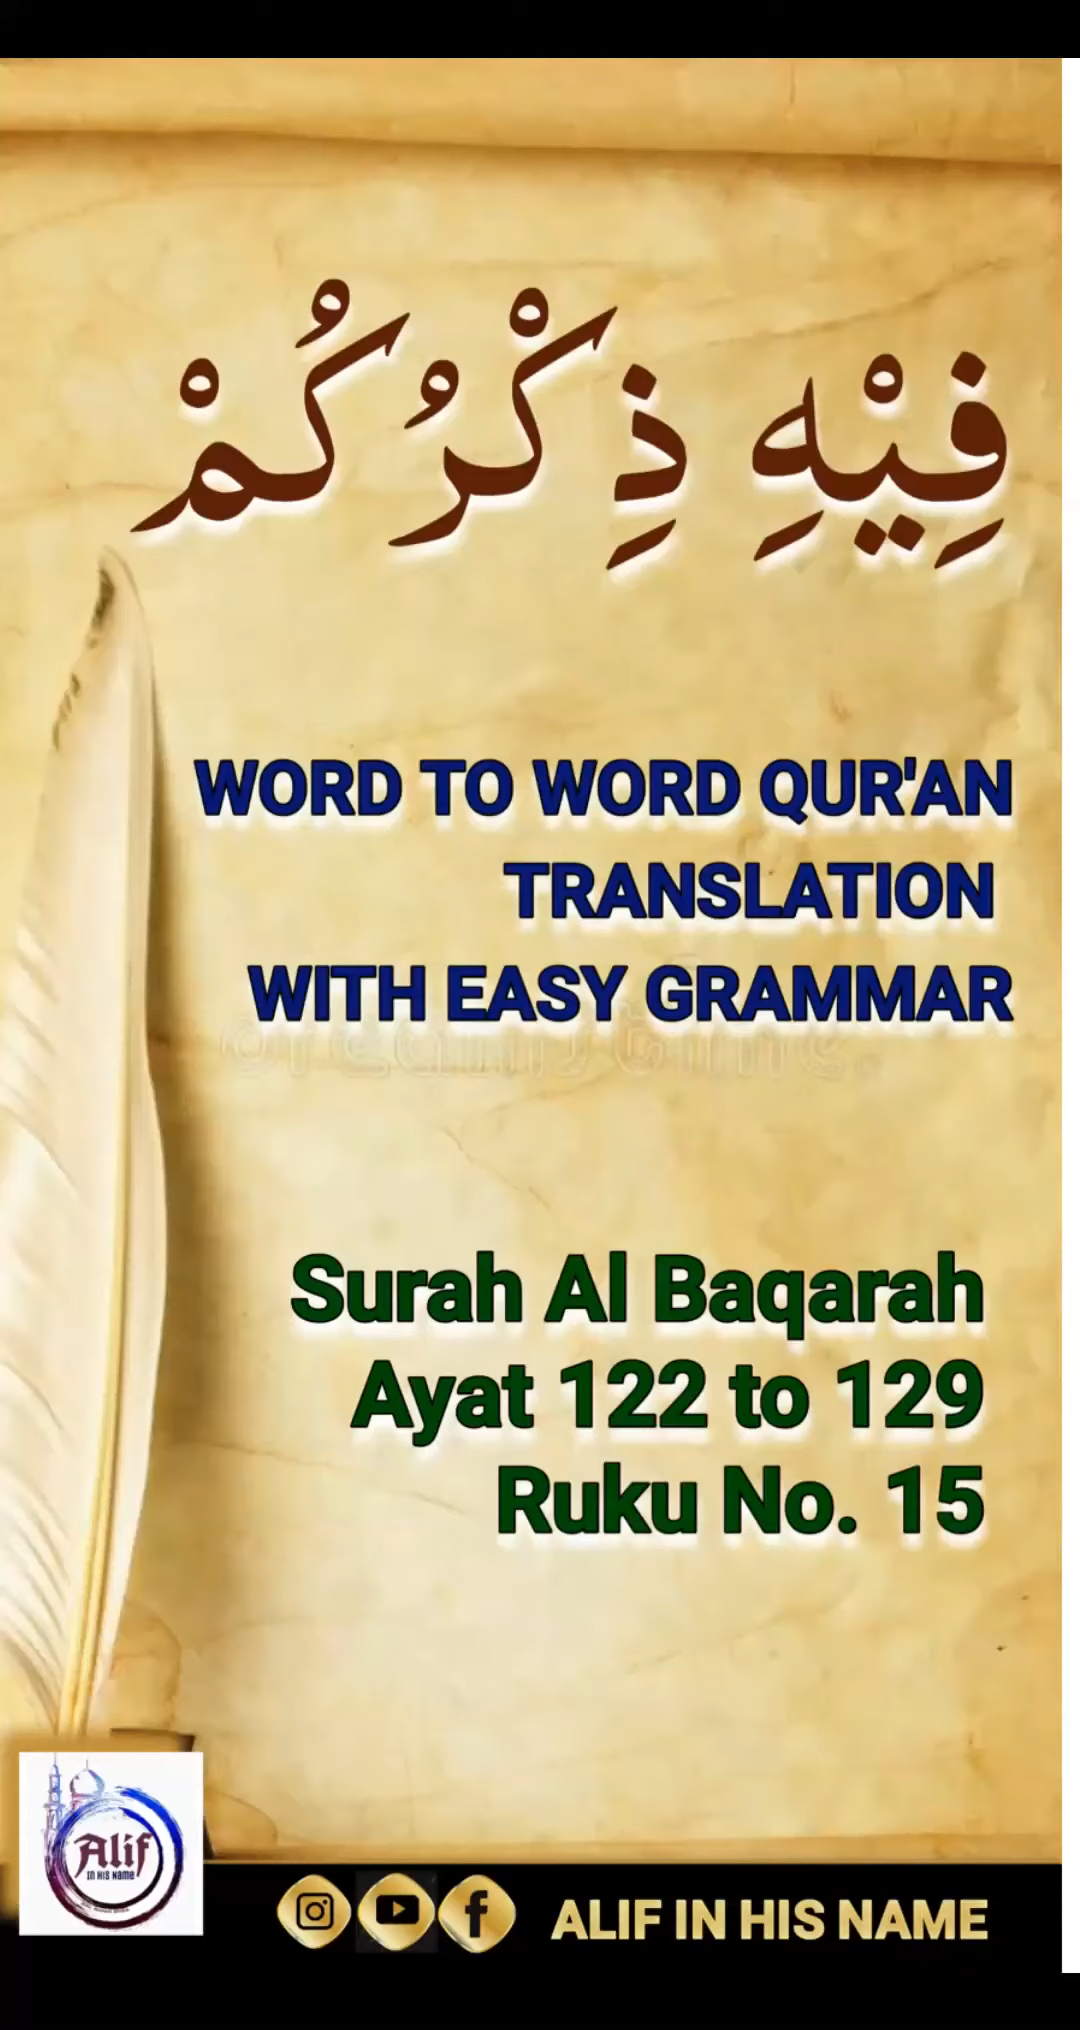 فِيْهِ ذِكْرُكُمْ
WORD TO WORD QUR'AN
TRANSLATION
WITH EASY GRAMMAR
dreamstime.
Surah Al Baqarah
Ayat 122 to 129
Ruku No. 15
Alif
IN HIS NAME
ALIF IN HIS NAME